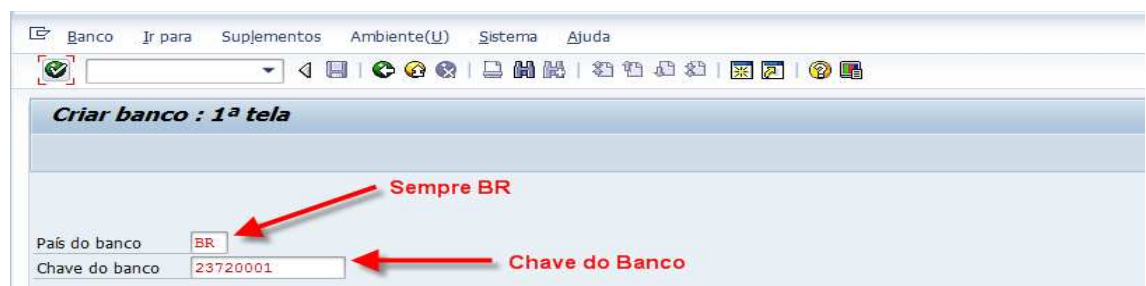 Banco Ir para Suplementos Ambiente(U) Sistema Ajuda
Criar banco : 1ª tela
Sempre BR
País do banco BR
Chave do banco 23720001
Chave do Banco